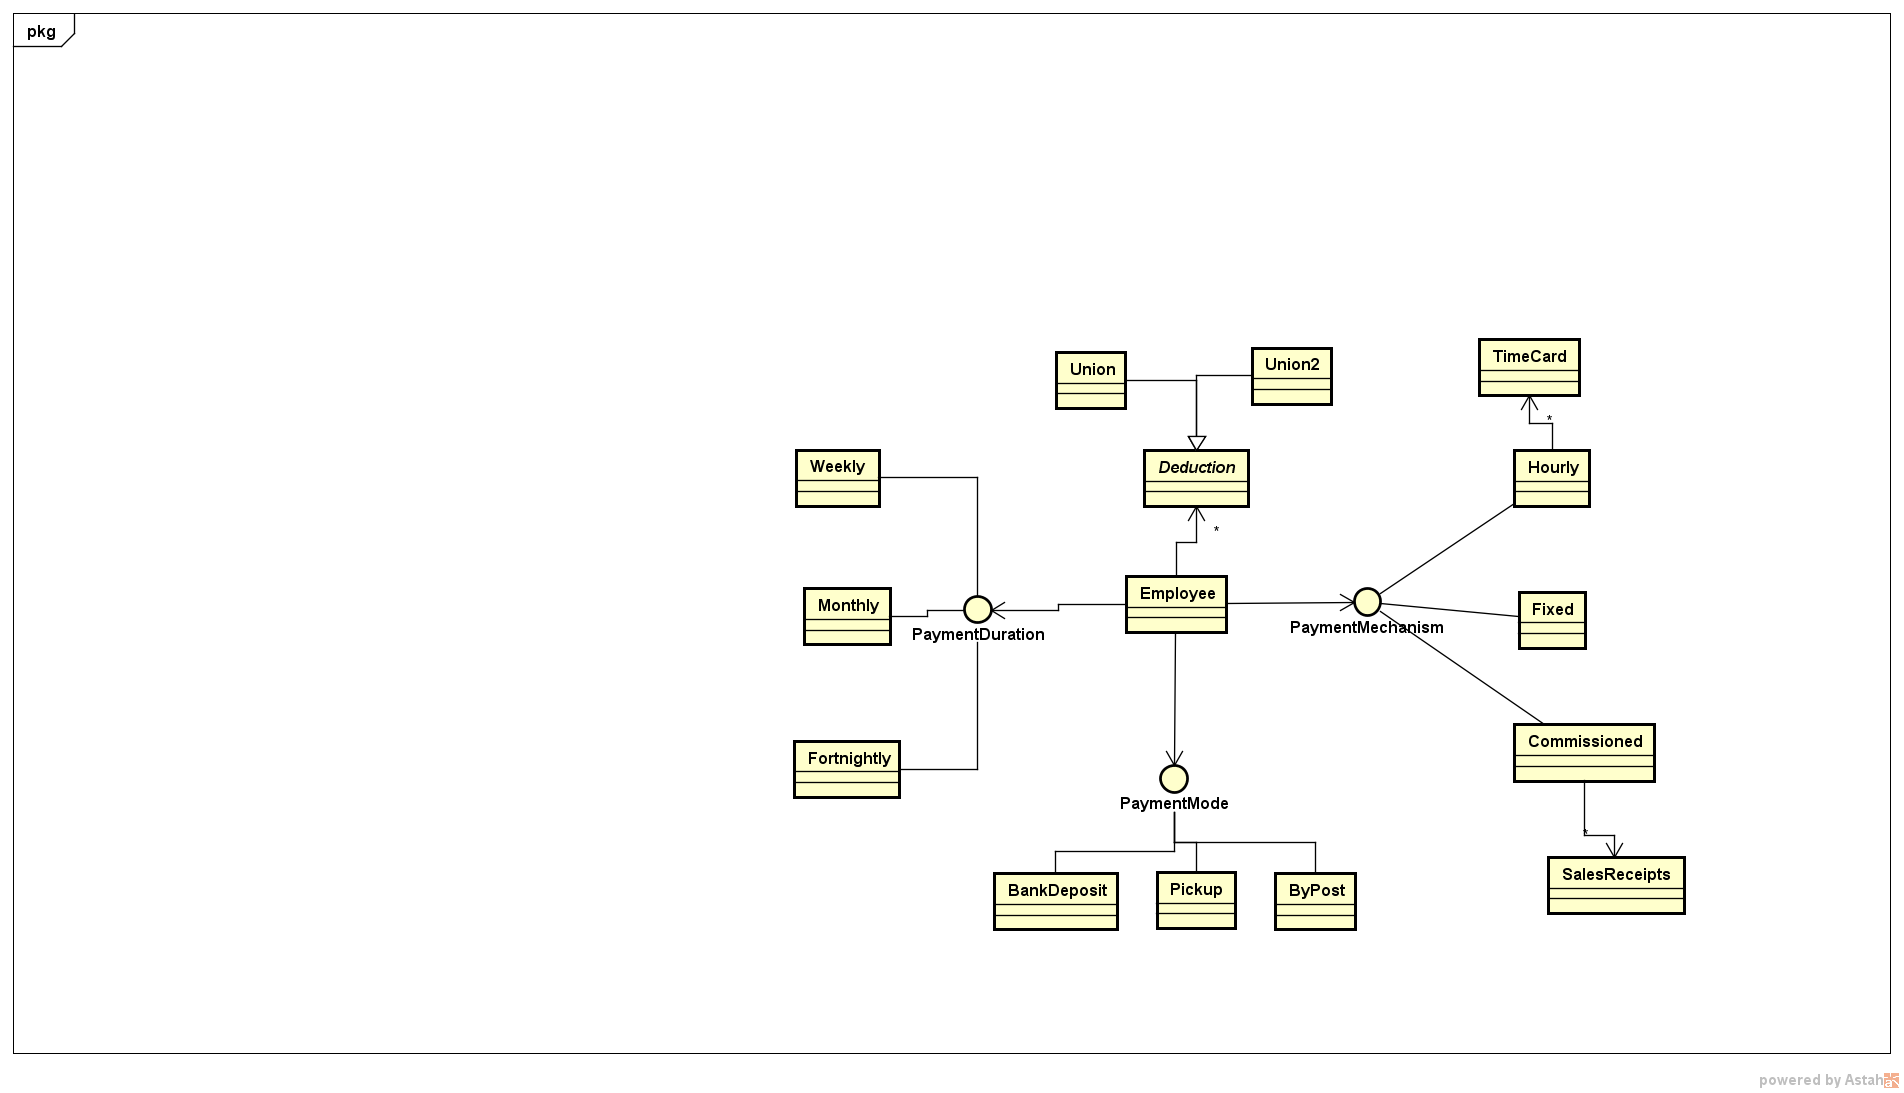 pkg
TimeCard
Union
Union2
*
Weekly
Deduction
Hourly
*
Employee
Monthly
Fixed
PaymentDuration
PaymentMechanism
Commissioned
Fortnightly
PaymentMode
*
SalesReceipts
BankDeposit
Pickup
ByPost
powered by Astah